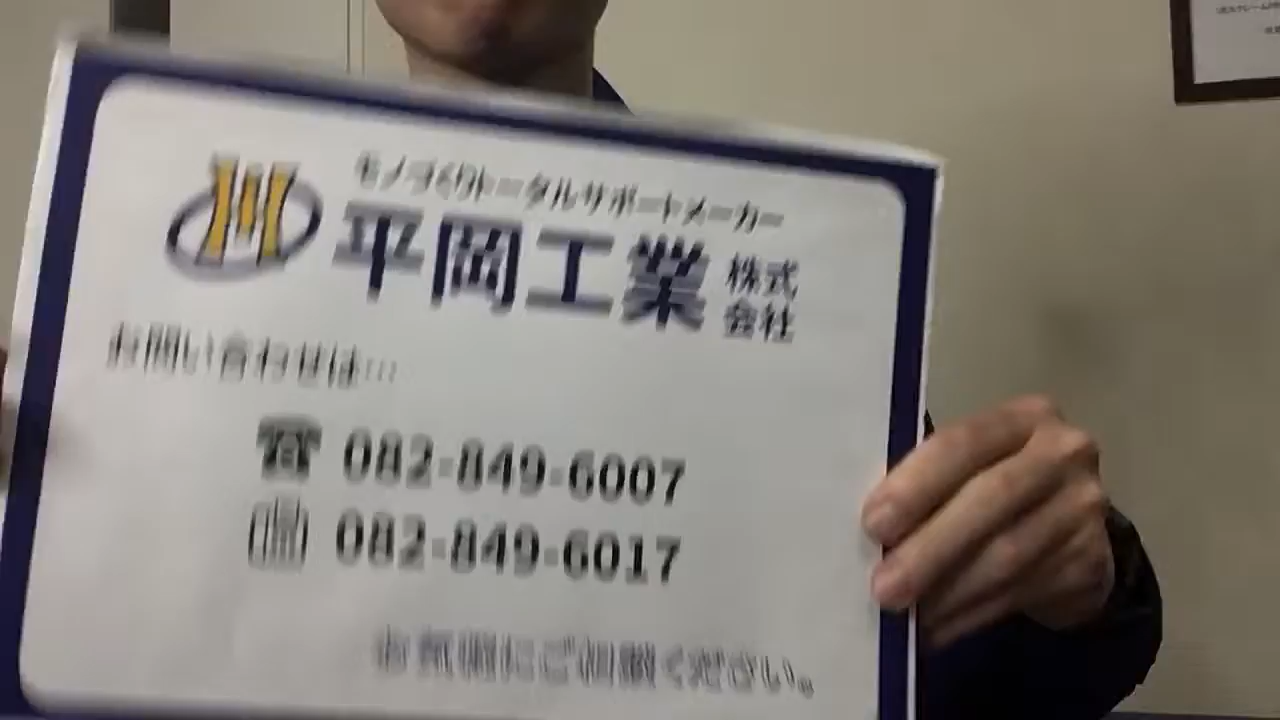 モノづくりトータルサポートメーカー
平岡工業 株式会社
お問い合わせは…
☎ 082-849-6007
082-849-6017
お気軽にご相談ください。